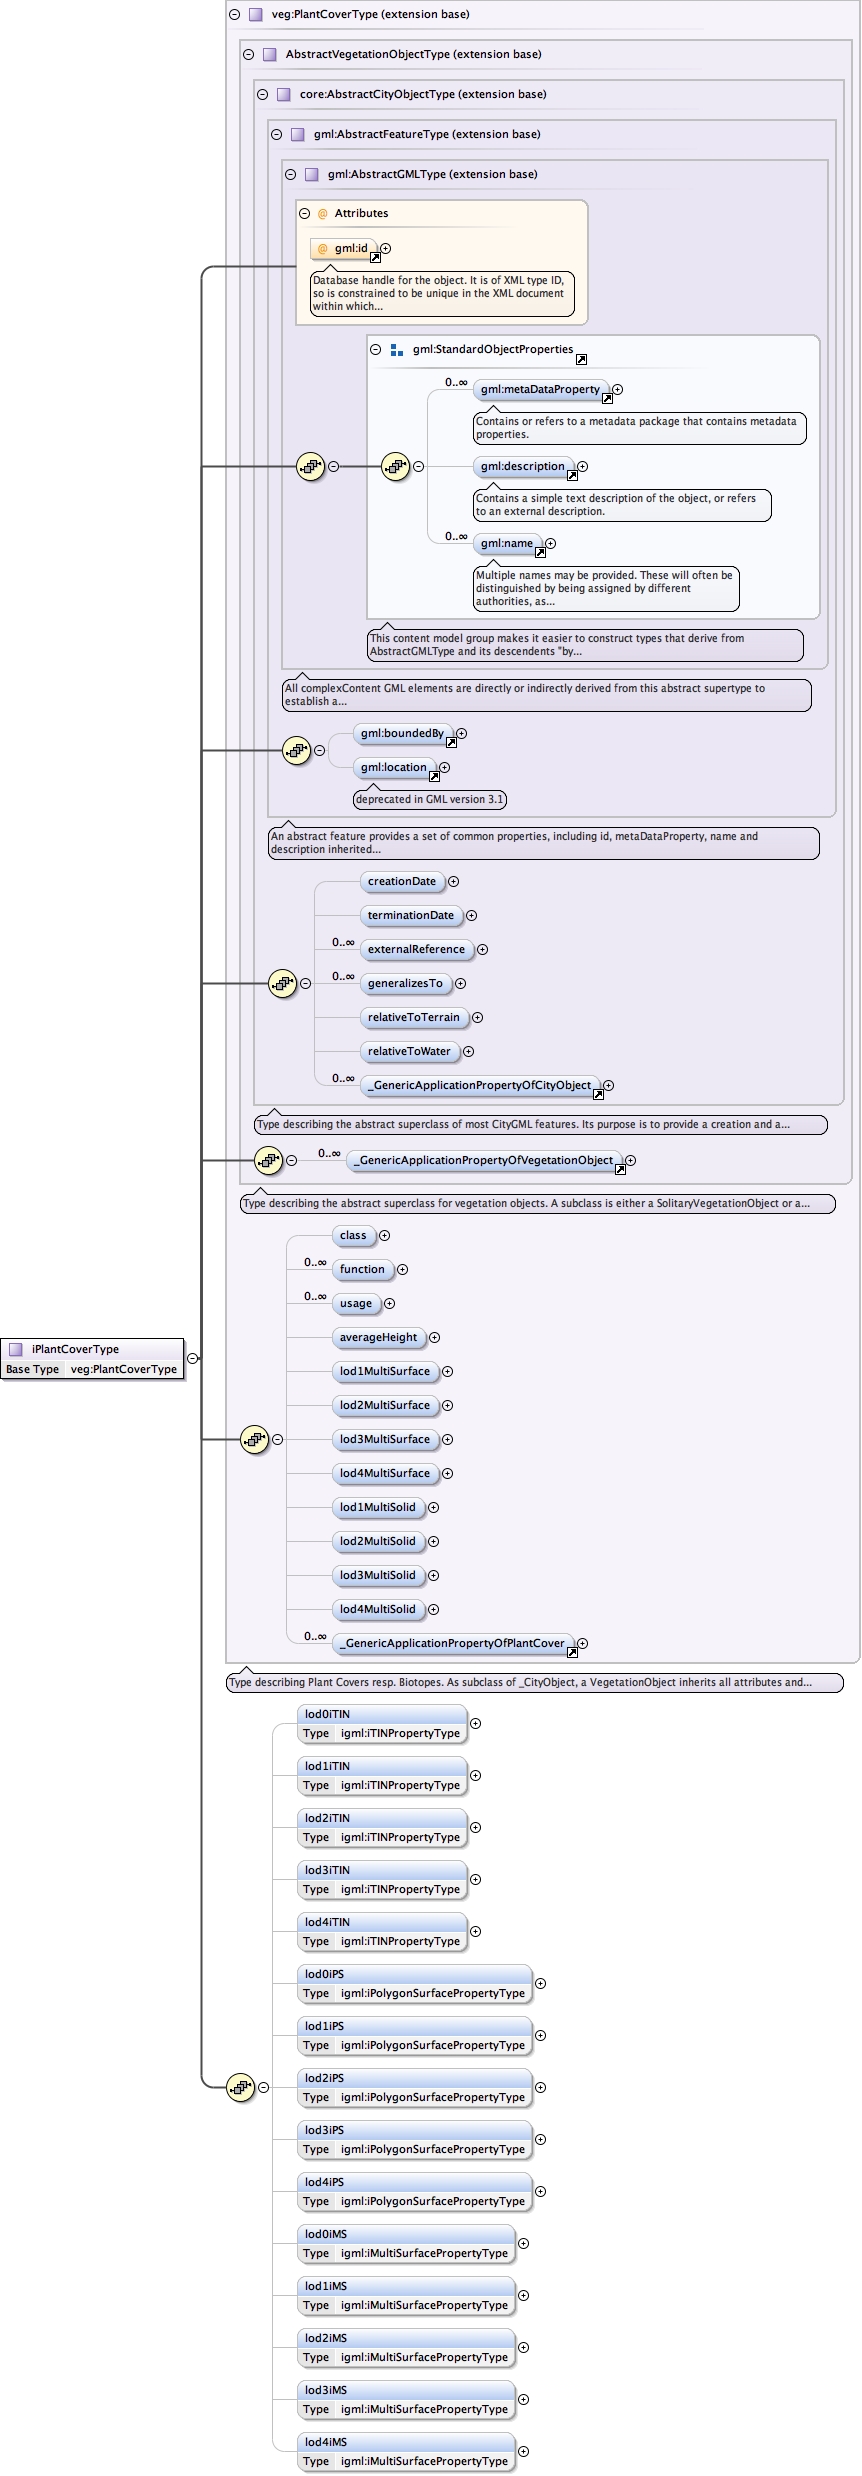 veg:PlantCoverType (extension base)
AbstractVegetationObjectType (extension base)
core:AbstractCityObjectType (extension base)
gml:AbstractFeatureType (extension base)
gml:AbstractGMLType (extension base)
@ Attributes
@ gml:id
Database handle for the object. It is of XML type ID,
so is constrained to be unique in the XML document
within which...
gml:StandardObjectProperties
0..∞ gml:metaDataProperty
Contains or refers to a metadata package that contains metadata
properties.
gml:description
Contains a simple text description of the object, or refers
to an external description.
0..∞ gml:name
Multiple names may be provided. These will often be
distinguished by being assigned by different
authorities, as...
This content model group makes it easier to construct types that derive from
AbstractGMLType and its descendents "by...
All complexContent GML elements are directly or indirectly derived from this abstract supertype to
establish a...
gml:boundedBy
gml:location
deprecated in GML version 3.1
An abstract feature provides a set of common properties, including id, metaDataProperty, name and
description inherited...
creationDate
terminationDate
0..∞ externalReference
0..∞ generalizesTo
relativeToTerrain
relativeToWater
0..∞ _GenericApplicationPropertyOfCityObject
Type describing the abstract superclass of most CityGML features. Its purpose is to provide a creation and a...
0..∞ _GenericApplicationPropertyOfVegetationObject
Type describing the abstract superclass for vegetation objects. A subclass is either a SolitaryVegetationObject or a...
class
0..∞ function
0..∞ usage
averageHeight
iPlantCoverType
Base Type veg:PlantCoverType
lod1MultiSurface
lod2MultiSurface
lod3MultiSurface
lod4MultiSurface
lod1MultiSolid
lod2MultiSolid
lod3MultiSolid
lod4MultiSolid
0..∞ _GenericApplicationPropertyOfPlantCover
Type describing Plant Covers resp. Biotopes. As subclass of _CityObject, a VegetationObject inherits all attributes and...
lod0iTIN
Type igml:iTINPropertyType
lod1iTIN
Type igml:iTINPropertyType
lod2iTIN
Type igml:iTINPropertyType
lod3iTIN
Type igml:iTINPropertyType
lod4iTIN
Type igml:iTINPropertyType
lod0iPS
Type igml:iPolygonSurfacePropertyType
lod1iPS
Type igml:iPolygonSurfacePropertyType
lod2iPS
Type igml:iPolygonSurfacePropertyType
lod3iPS
Type igml:iPolygonSurfacePropertyType
lod4iPS
Type igml:iPolygonSurfacePropertyType
lod0iMS
Type igml:iMultiSurfacePropertyType
lod1iMS
Type igml:iMultiSurfacePropertyType
lod2iMS
Type igml:iMultiSurfacePropertyType
lod3iMS
Type igml:iMultiSurfacePropertyType
lod4iMS
Type igml:iMultiSurfacePropertyType